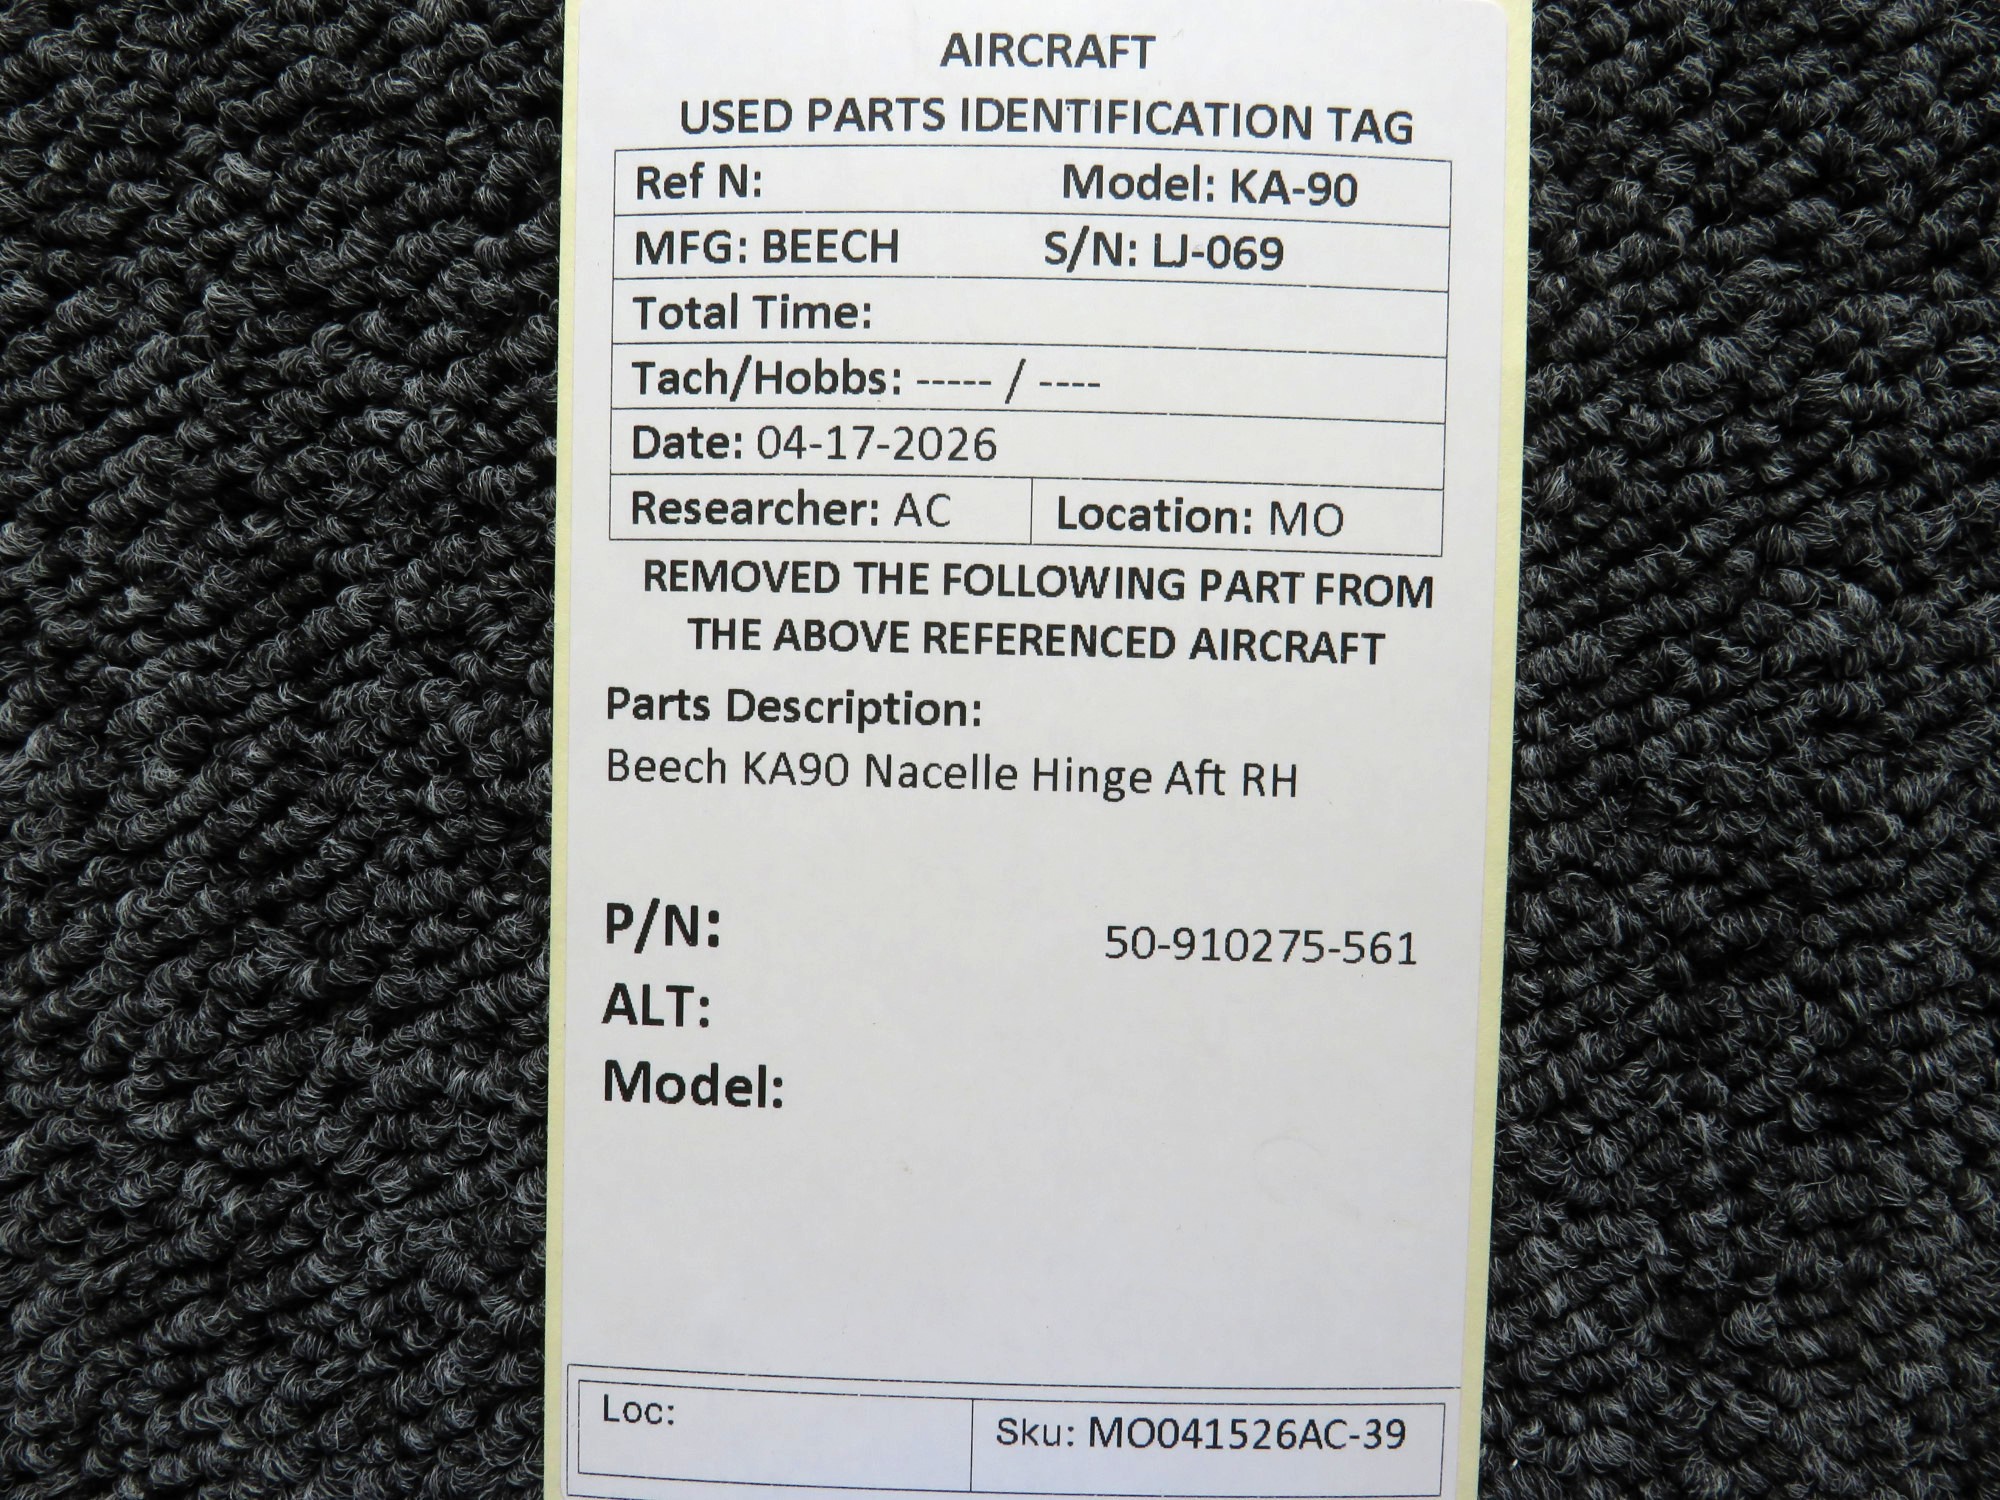 AIRCRAFT
USED PARTS IDENTIFICATION TAG
Ref N: Model: KA-90
MFG: BEECH S/N: LJ-069
Total Time:
Tach/Hobbs: ----- / ----
Date: 04-17-2026
Researcher: AC Location: MO
REMOVED THE FOLLOWING PART FROM
THE ABOVE REFERENCED AIRCRAFT
Parts Description:
Beech KA90 Nacelle Hinge Aft RH
P/N: 50-910275-561
ALT:
Model:
Loc: Sku: MO041526AC-39